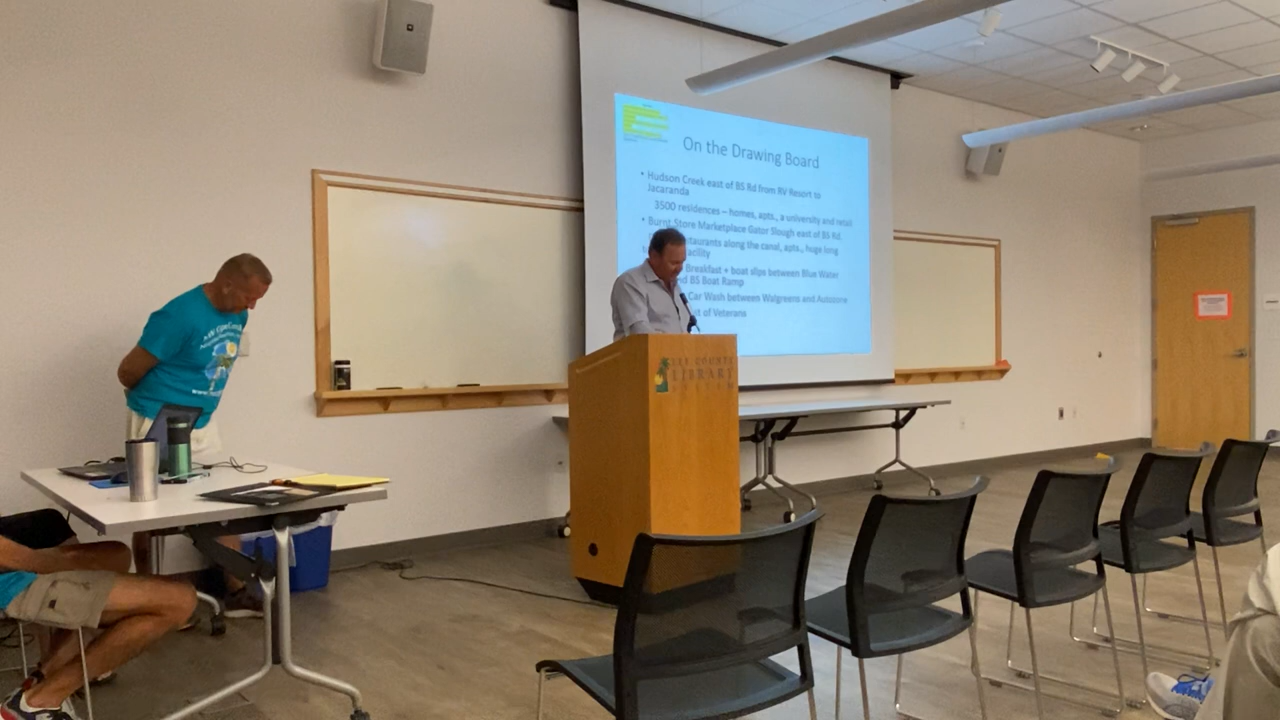 On the Drawing Board
• Hudson Creek east of BS Rd from RV Resort to
Jacaranda
3500 residences – homes, apts., a university and retail
• Burnt Store Marketplace Gator Slough east of BS Rd.
restaurants along the canal, apts., huge long
facility
Breakfast + boat slips between Blue Water
BS Boat Ramp
Car Wash between Walgreens and Autozone
of Veterans
LEE COUNTY
LIBRARY
SYSTEM